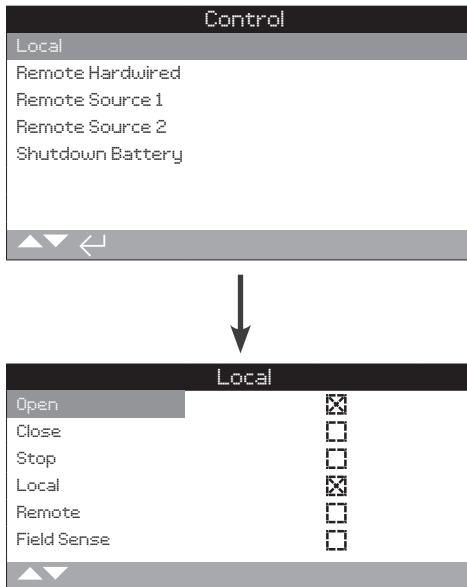 Control
Local
Remote Hardwired
Remote Source 1
Remote Source 2
Shutdown Battery
Local
Open
Close
Stop
Local
Remote
Field Sense